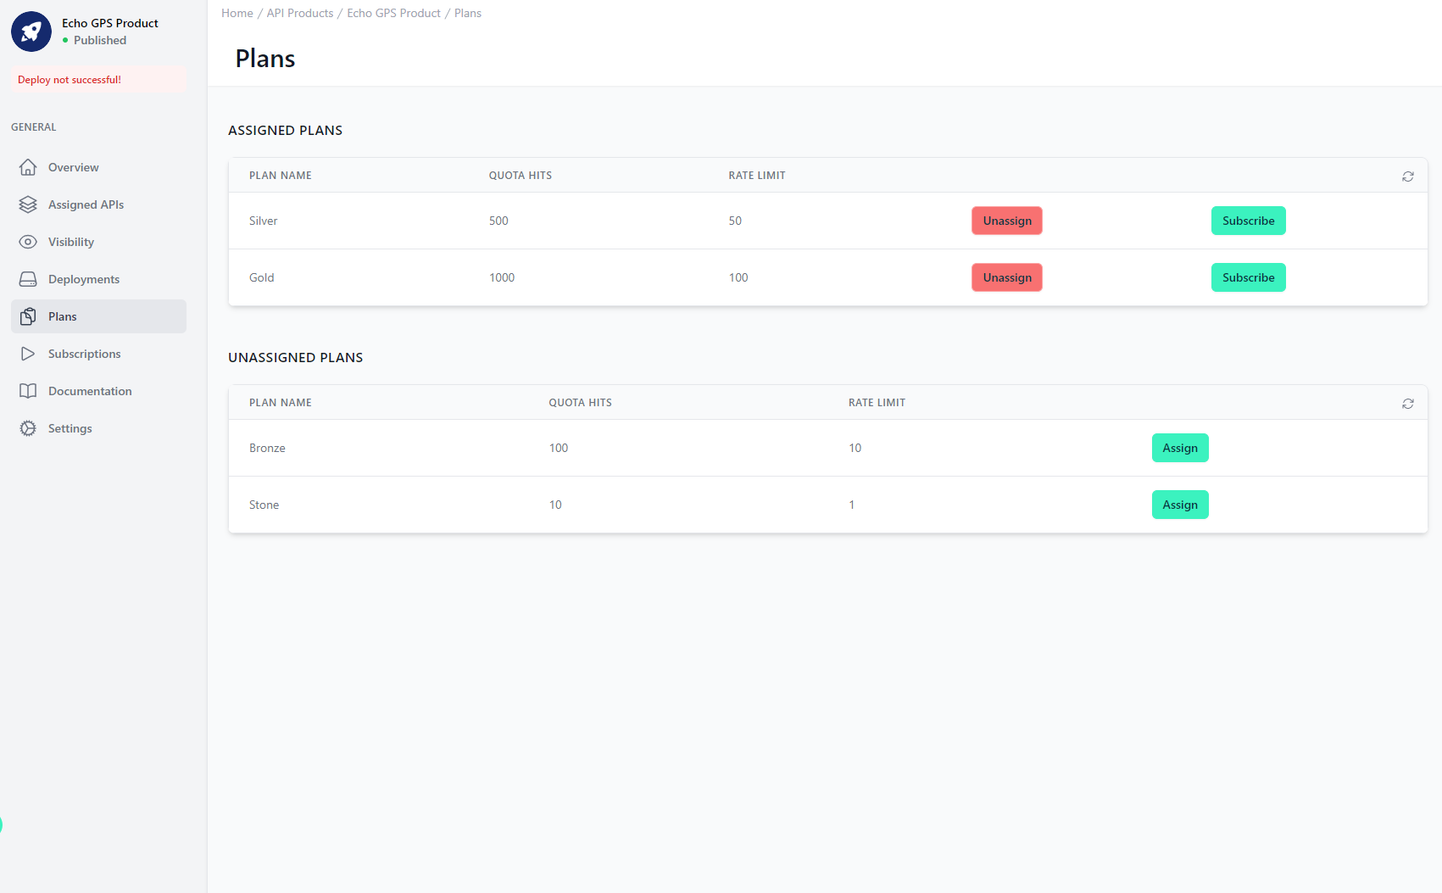 Echo GPS Product
Published
Deploy not successful!
GENERAL
Overview
Assigned APIs
Visibility
Deployments
Plans
Subscriptions
Documentation
Settings
Home / API Products / Echo GPS Product / Plans
Plans
ASSIGNED PLANS
PLAN NAME QUOTA HITS RATE LIMIT
Silver 500 50 Unassign Subscribe
Gold 1000 100 Unassign Subscribe
UNASSIGNED PLANS
PLAN NAME QUOTA HITS RATE LIMIT
Bronze 100 10 Assign
Stone 10 1 Assign